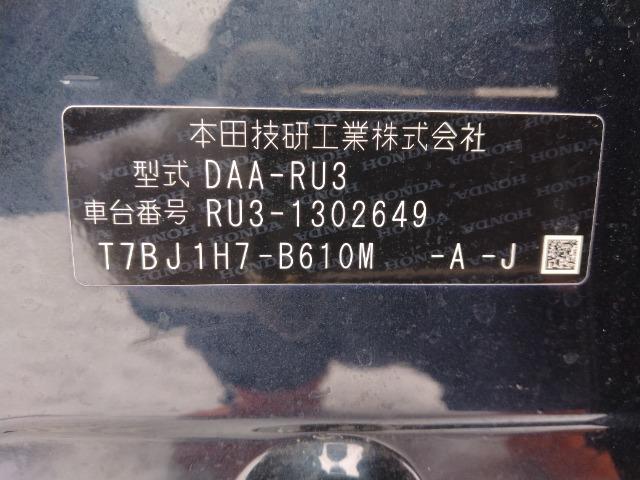 本田技研工業株式会社
型式 DAA-RU3
車台番号 RU3-1302649
T7BJ1H7-B610M -A-J